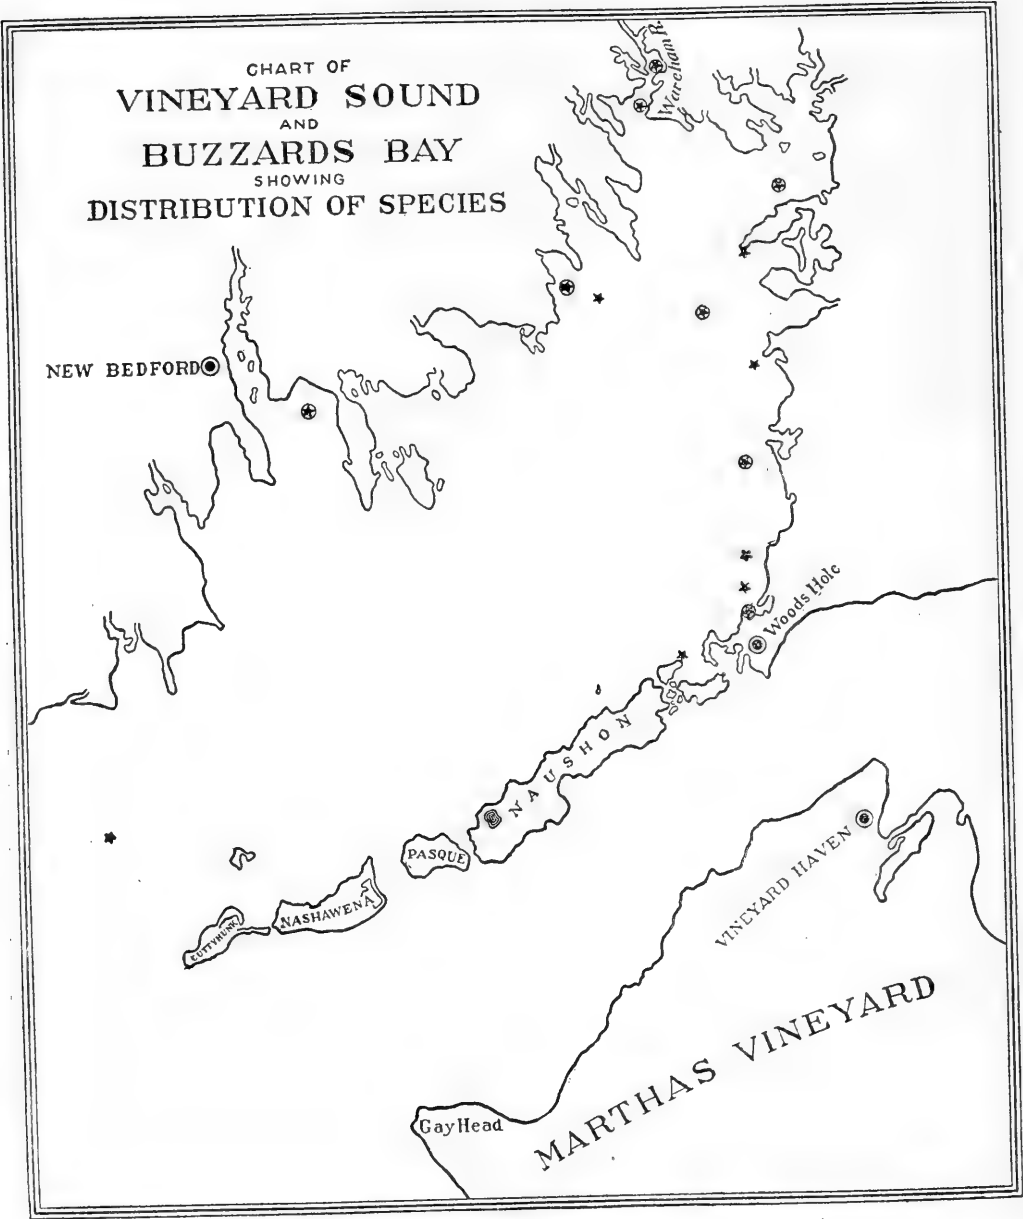 CHART OF
VINEYARD SOUND
AND
BUZZARDS BAY
SHOWING
DISTRIBUTION OF SPECIES
Wareham R.
NEW BEDFORD
Woods Hole
NAUSHON
PASQUE
NASHAWENA
CUTTYHUNK
VINEYARD HAVEN
MARTHAS VINEYARD
Gay Head